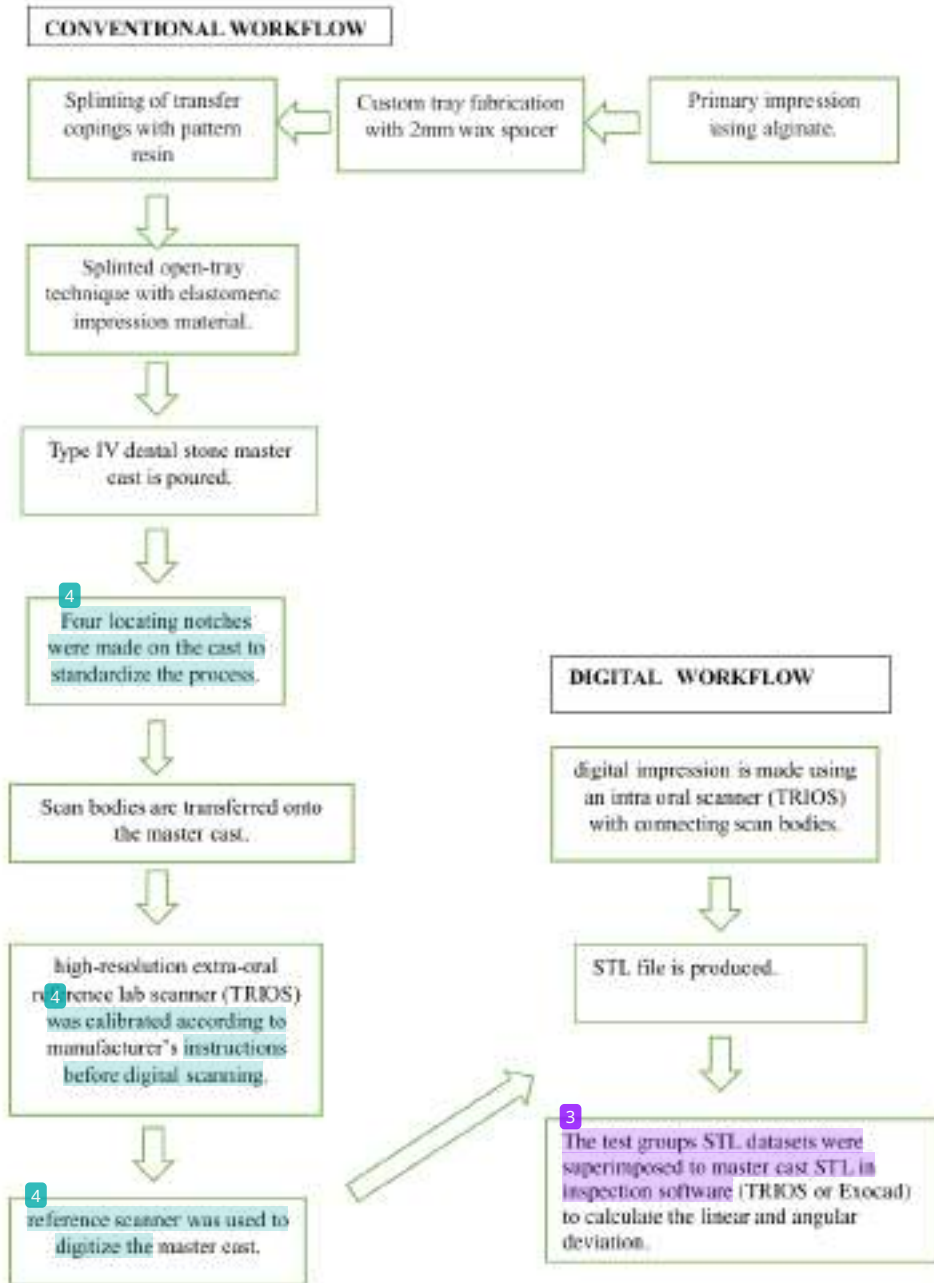 CONVENTIONAL WORKFLOW
Primary impression
using alginate.
Custom tray fabrication
with 2mm wax spacer
Splinting of transfer
copings with pattern
resin
Splinted open-tray
technique with elastomeric
impression material.
Type IV dental stone master
cast is poured.
4
Four locating notches
were made on the cast to
standardize the process.
Scan bodies are transferred onto
the master cast.
high-resolution extra-oral
reference lab scanner (TRIOS)
4
was calibrated according to
manufacturer's instructions
before digital scanning.
4
reference scanner was used to
digitize the master cast.
DIGITAL WORKFLOW
digital impression is made using
an intra oral scanner (TRIOS)
with connecting scan bodies.
STL file is produced.
3
The test groups STL datasets were
superimposed to master cast STL in
inspection software (TRIOS or Exocad)
to calculate the linear and angular
deviation.